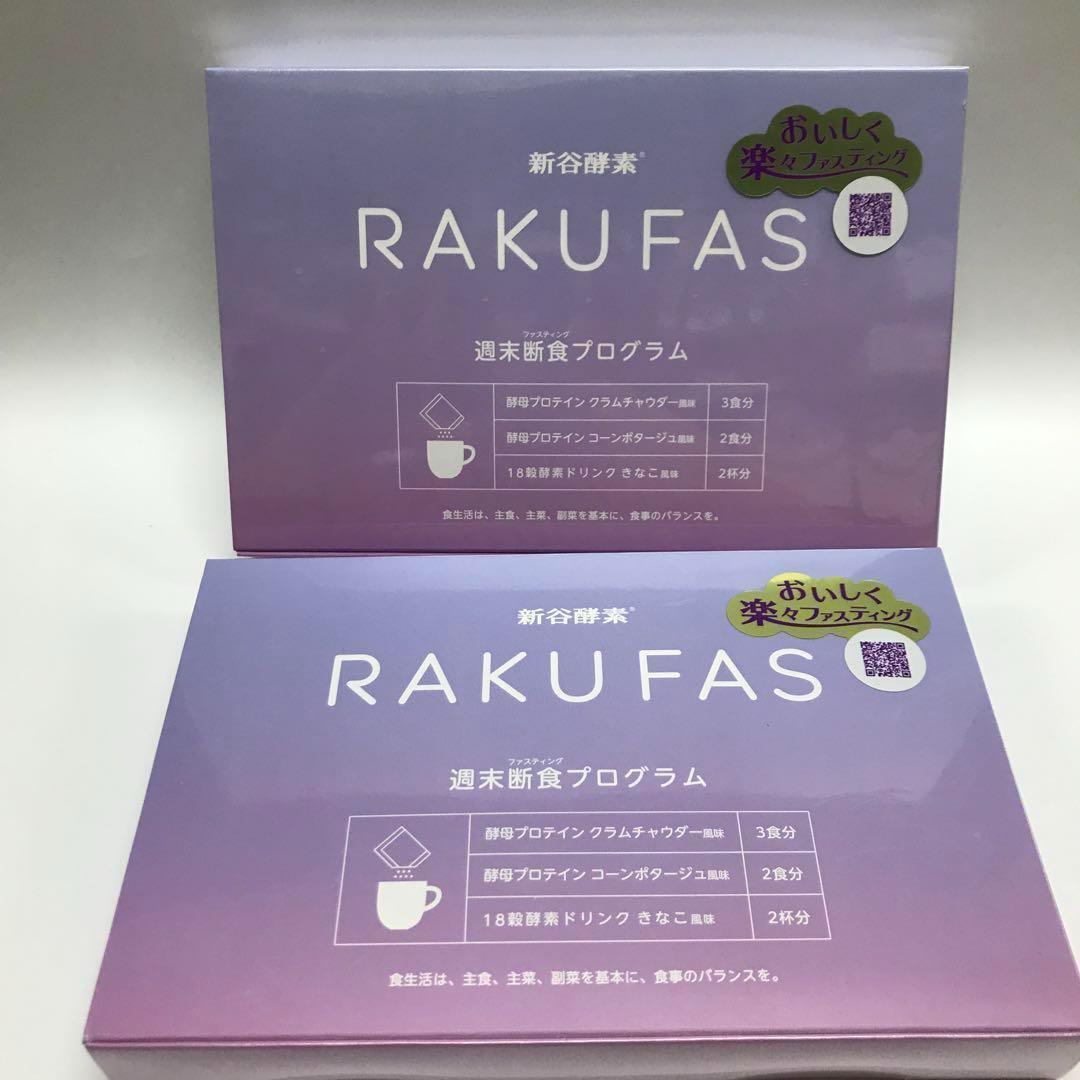 おいしく
楽々ファスティング
新谷酵素®
RAKUFAS
ファスティング
週末断食プログラム
酵母プロテイン クラムチャウダー風味 3食分
酵母プロテイン コーンポタージュ風味 2食分
18穀酵素ドリンク きなこ風味 2杯分
食生活は、主食、主菜、副菜を基本に、食事のバランスを。
おいしく
楽々ファスティング
新谷酵素®
RAKUFAS
ファスティング
週末断食プログラム
酵母プロテイン クラムチャウダー風味 3食分
酵母プロテイン コーンポタージュ風味 2食分
18穀酵素ドリンク きなこ風味 2杯分
食生活は、主食、主菜、副菜を基本に、食事のバランスを。